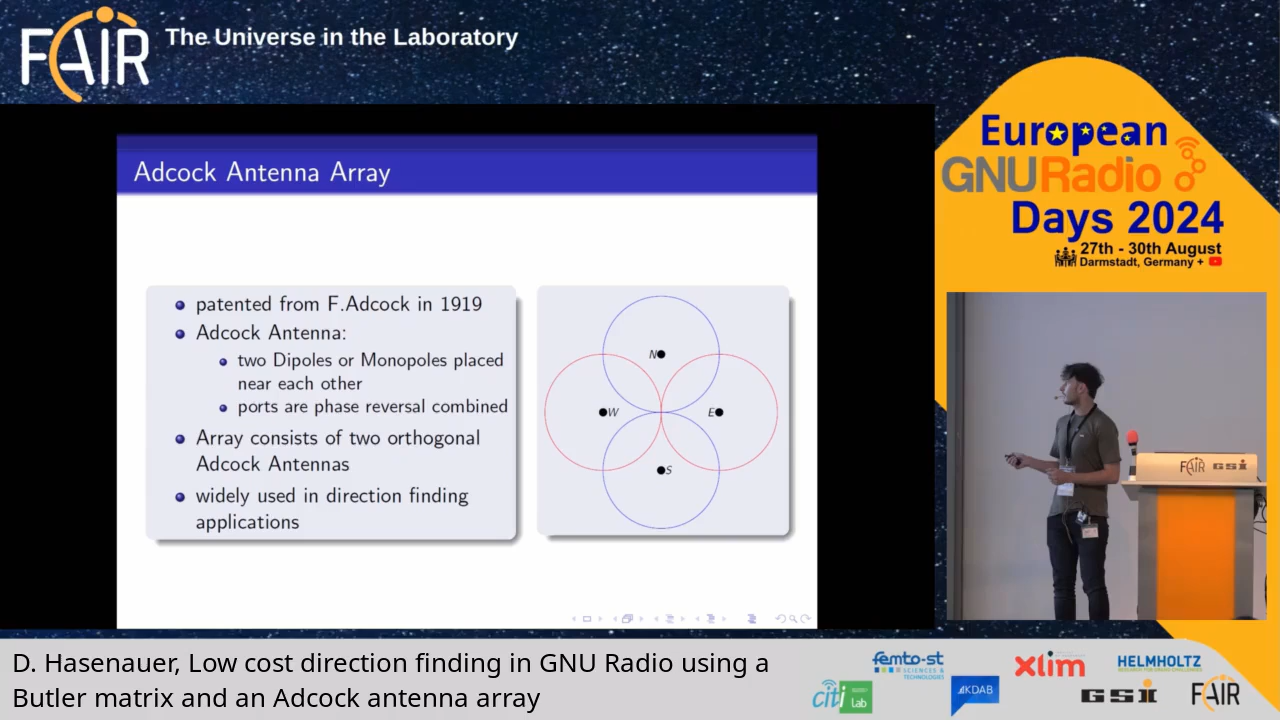 FAIR
The Universe in the Laboratory
European
GNURadio
Days 2024
27th - 30th August
Darmstadt, Germany +
Adcock Antenna Array
patented from F.Adcock in 1919
Adcock Antenna:
two Dipoles or Monopoles placed
near each other
ports are phase reversal combined
Array consists of two orthogonal
Adcock Antennas
widely used in direction finding
applications
N
W
E
S
FAIR GSI
D. Hasenauer, Low cost direction finding in GNU Radio using a
Butler matrix and an Adcock antenna array
femto-st
SCIENCES &
TECHNOLOGIES
xlim
HELMHOLTZ
citi
Lab
KDAB
GSI
FAIR